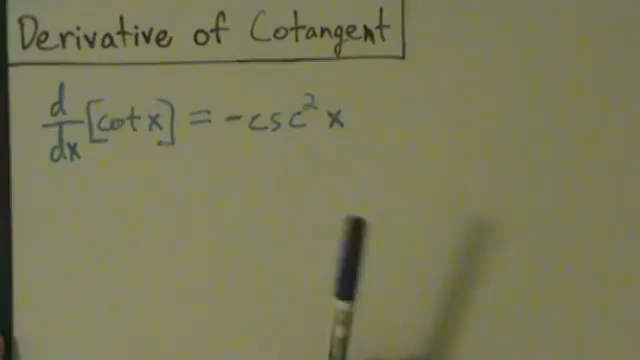 Derivative of Cotangent
d/dx [cot x] = -csc² x